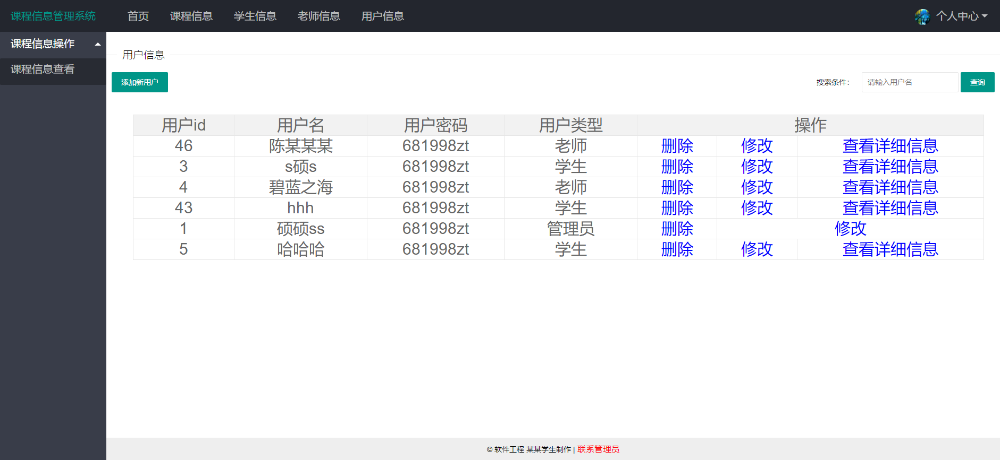 课程信息管理系统 首页 课程信息 学生信息 老师信息 用户信息 个人中心
课程信息操作
课程信息查看
用户信息
添加新用户 搜索条件： 请输入用户名 查询
用户id 用户名 用户密码 用户类型 操作
46 陈某某某 681998zt 老师 删除 修改 查看详细信息
3 s硕s 681998zt 学生 删除 修改 查看详细信息
4 碧蓝之海 681998zt 老师 删除 修改 查看详细信息
43 hhh 681998zt 学生 删除 修改 查看详细信息
1 硕硕ss 681998zt 管理员 删除 修改
5 哈哈哈 681998zt 学生 删除 修改 查看详细信息
© 软件工程 某某学生制作 | 联系管理员